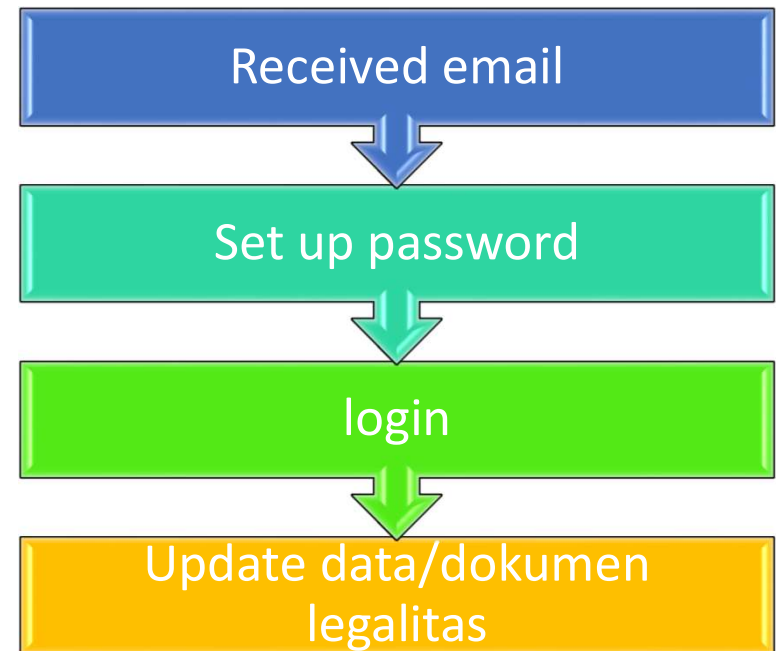 Received email
Set up password
login
Update data/dokumen
legalitas